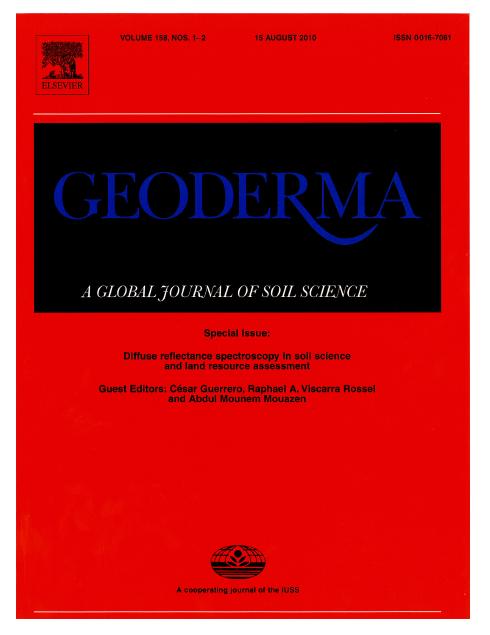 VOLUME 158, NOS. 1–2 15 AUGUST 2010 ISSN 0016-7061
ELSEVIER
GEODERMA
A GLOBAL JOURNAL OF SOIL SCIENCE
Special Issue:
Diffuse reflectance spectroscopy in soil science
and land resource assessment
Guest Editors: César Guerrero, Raphael A. Viscarra Rossel
and Abdul Mounem Mouazen
A cooperating journal of the IUSS